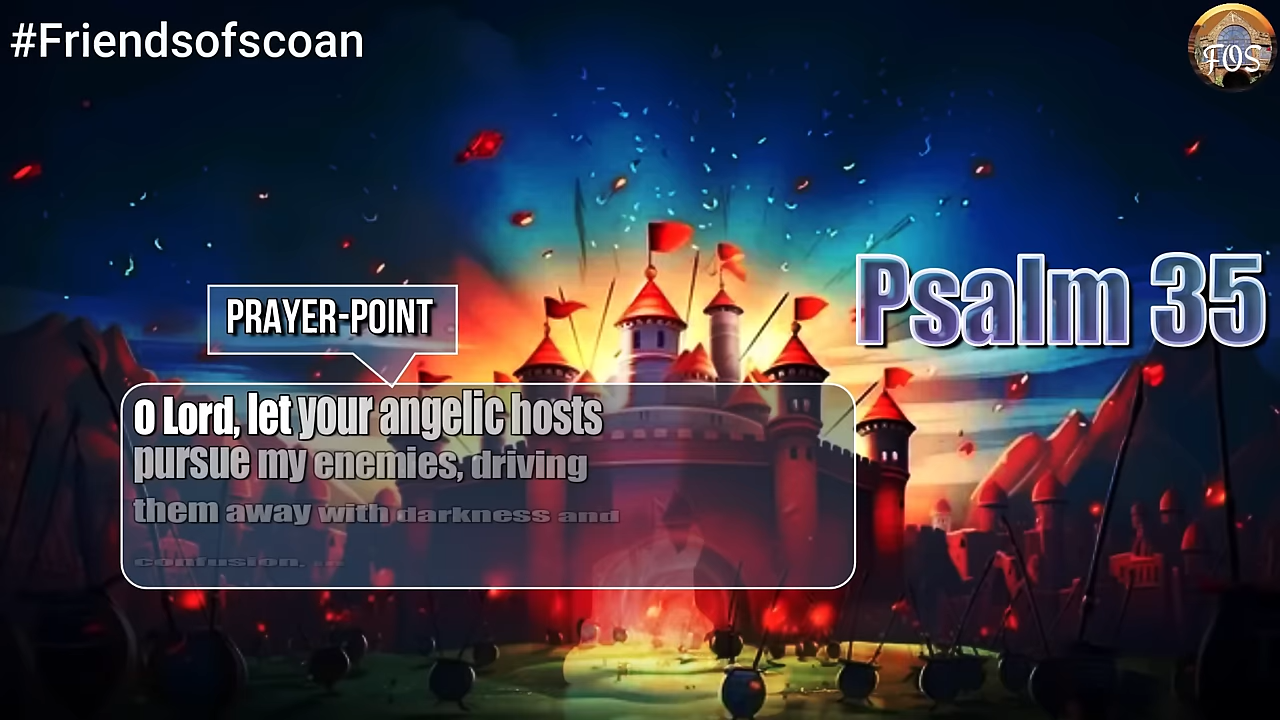 #Friendsofscoan
FOS
Psalm 35
PRAYER-POINT
O Lord, let your angelic hosts
pursue my enemies, driving
them away with darkness and
confusion, ...